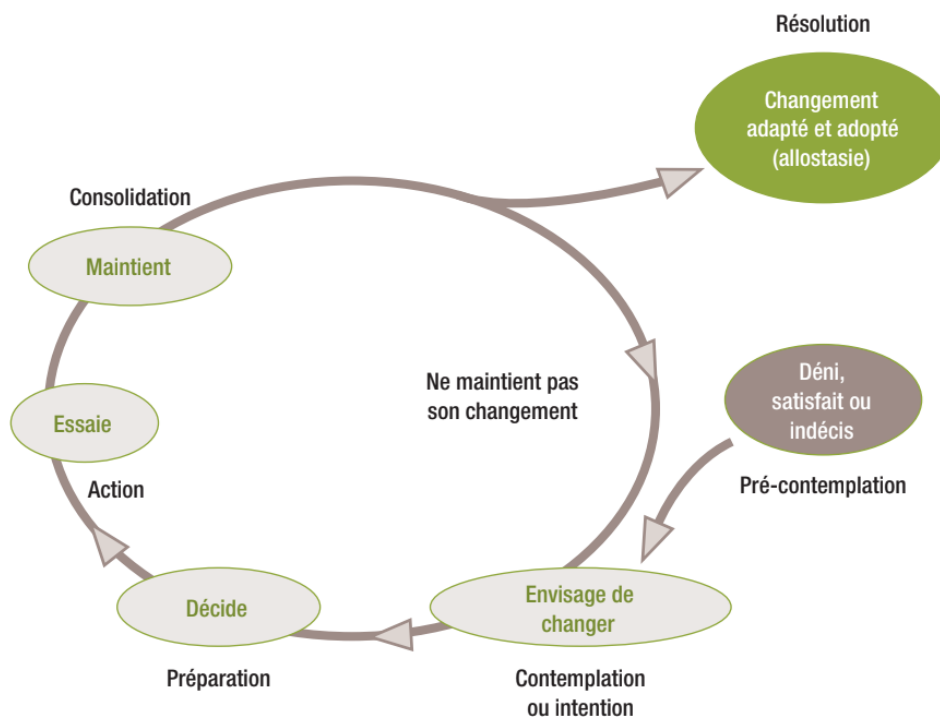 Résolution
Changement
adapté et adopté
(allostasie)
Consolidation
Maintient
Ne maintient pas
son changement
Déni,
satisfait ou
indécis
Essaie
Pré-contemplation
Action
Envisage de
changer
Décide
Préparation
Contemplation
ou intention